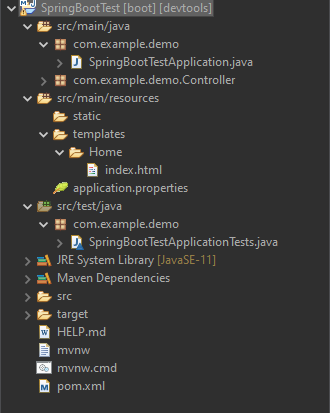 SpringBootTest [boot] [devtools]
src/main/java
com.example.demo
SpringBootTestApplication.java
com.example.demo.Controller
src/main/resources
static
templates
Home
index.html
application.properties
src/test/java
com.example.demo
SpringBootTestApplicationTests.java
JRE System Library [JavaSE-11]
Maven Dependencies
src
target
HELP.md
mvnw
mvnw.cmd
pom.xml